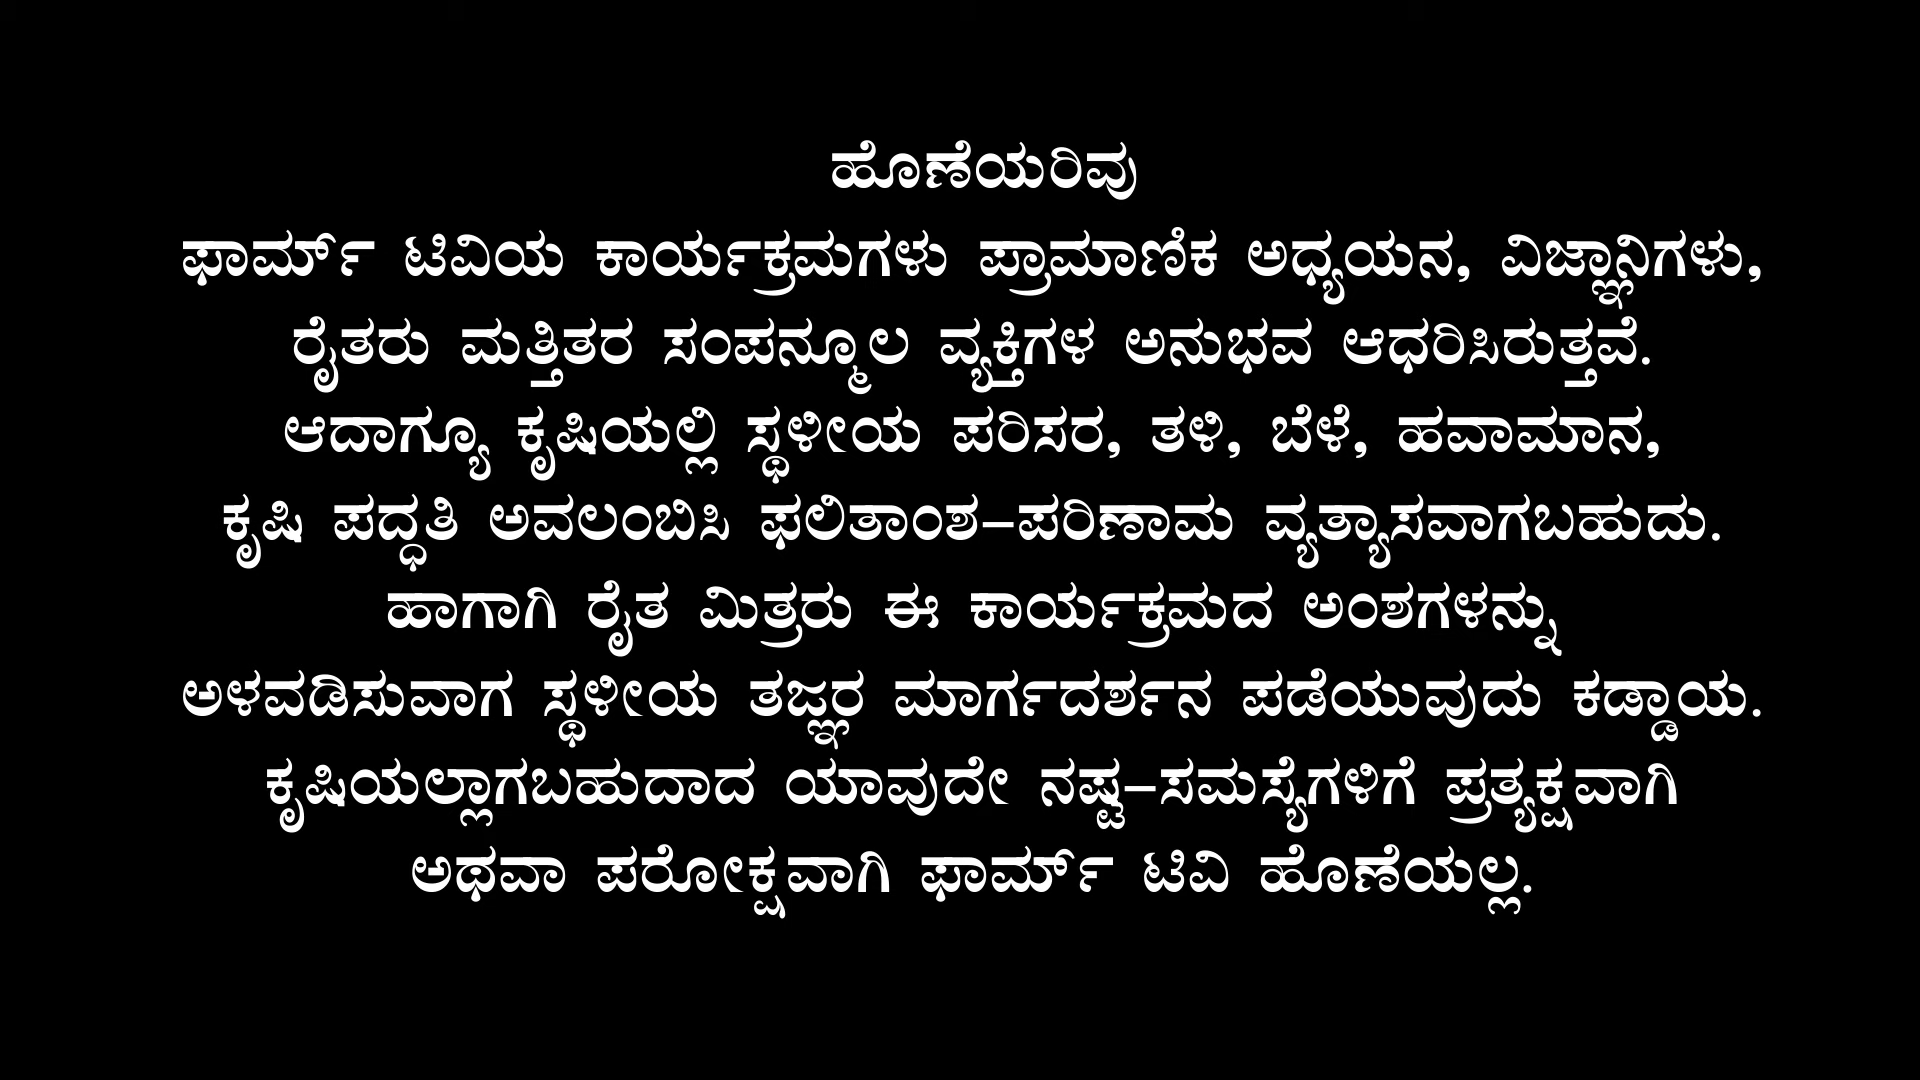 ಹೊಣೆಯರಿವು
ಫಾರ್ಮ್ ಟಿವಿಯ ಕಾರ್ಯಕ್ರಮಗಳು ಪ್ರಾಮಾಣಿಕ ಅಧ್ಯಯನ, ವಿಜ್ಞಾನಿಗಳು,
ರೈತರು ಮತ್ತಿತರ ಸಂಪನ್ಮೂಲ ವ್ಯಕ್ತಿಗಳ ಅನುಭವ ಆಧರಿಸಿರುತ್ತವೆ.
ಆದಾಗ್ಯೂ ಕೃಷಿಯಲ್ಲಿ ಸ್ಥಳೀಯ ಪರಿಸರ, ತಳಿ, ಬೆಳೆ, ಹವಾಮಾನ,
ಕೃಷಿ ಪದ್ಧತಿ ಅವಲಂಬಿಸಿ ಫಲಿತಾಂಶ–ಪರಿಣಾಮ ವ್ಯತ್ಯಾಸವಾಗಬಹುದು.
ಹಾಗಾಗಿ ರೈತ ಮಿತ್ರರು ಈ ಕಾರ್ಯಕ್ರಮದ ಅಂಶಗಳನ್ನು
ಅಳವಡಿಸುವಾಗ ಸ್ಥಳೀಯ ತಜ್ಞರ ಮಾರ್ಗದರ್ಶನ ಪಡೆಯುವುದು ಕಡ್ಡಾಯ.
ಕೃಷಿಯಲ್ಲಾಗಬಹುದಾದ ಯಾವುದೇ ನಷ್ಟ–ಸಮಸ್ಯೆಗಳಿಗೆ ಪ್ರತ್ಯಕ್ಷವಾಗಿ
ಅಥವಾ ಪರೋಕ್ಷವಾಗಿ ಫಾರ್ಮ್ ಟಿವಿ ಹೊಣೆಯಲ್ಲ.